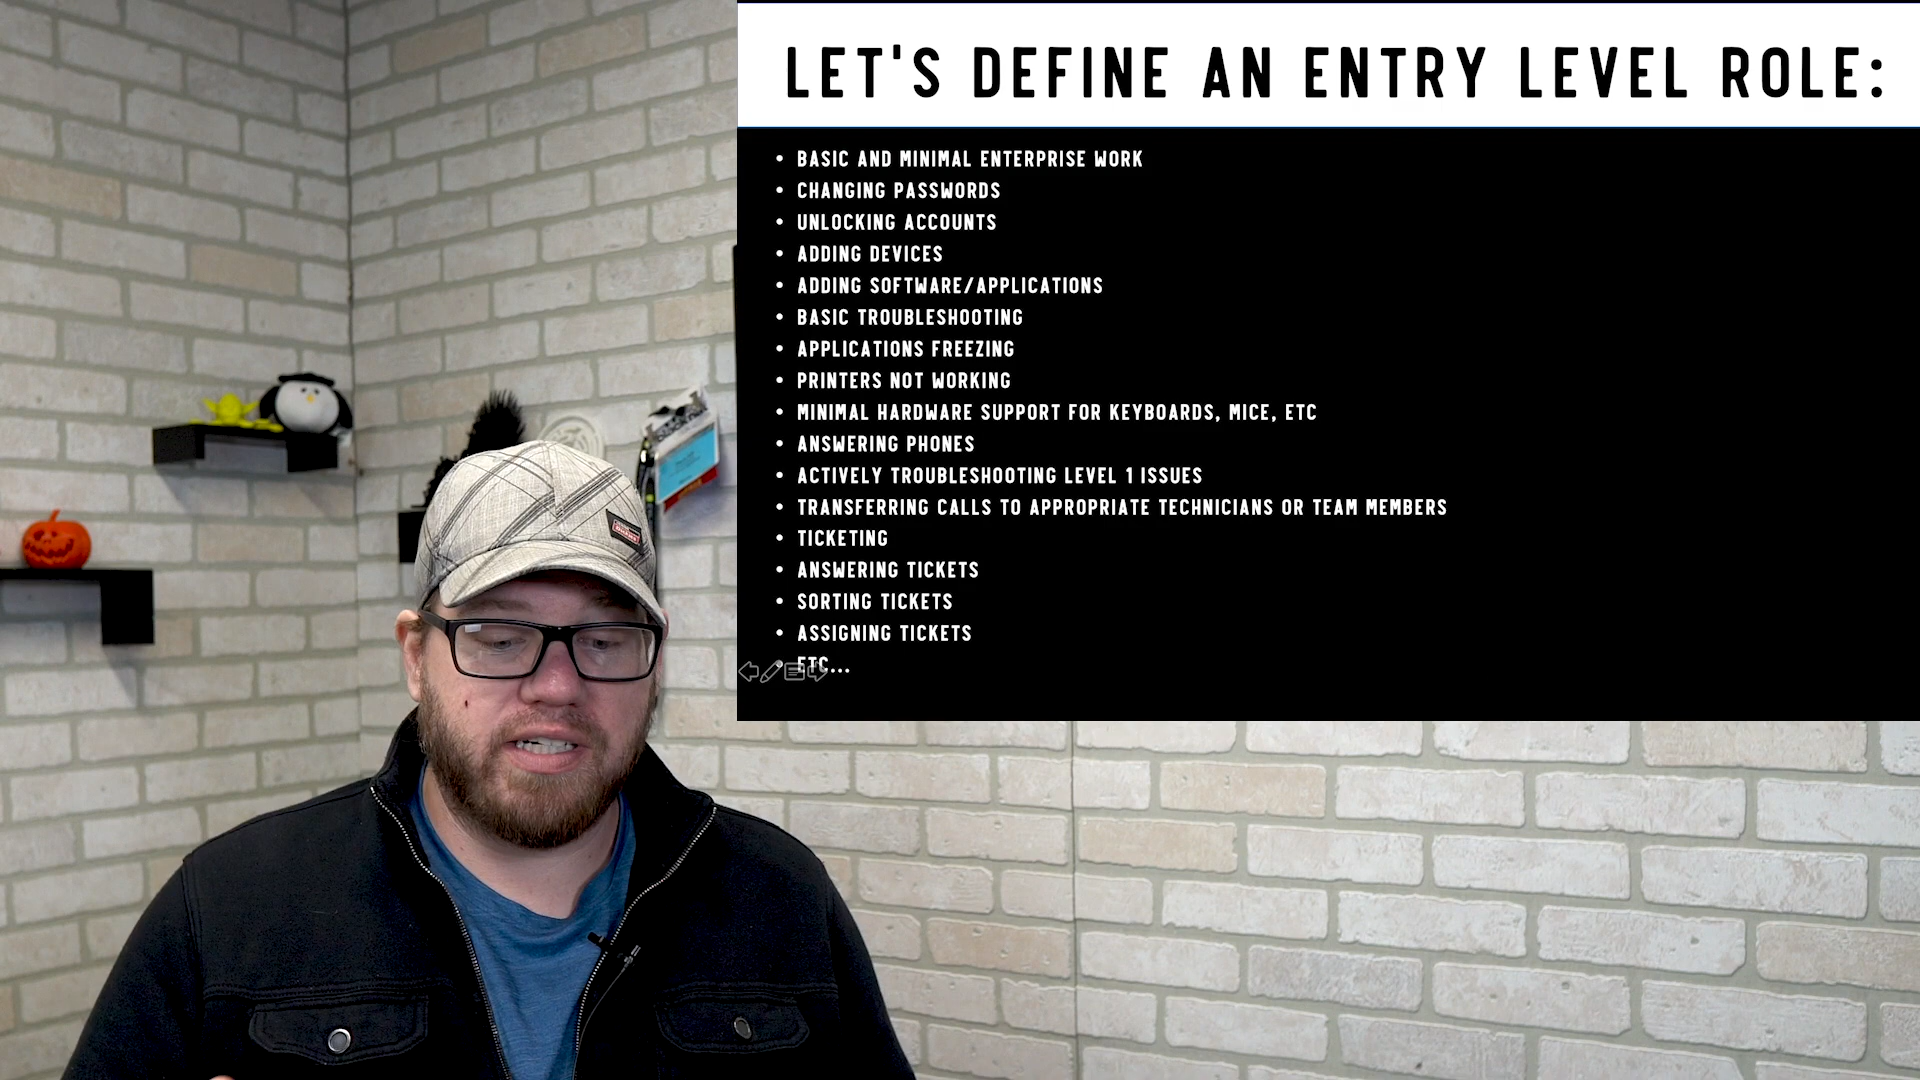 LET'S DEFINE AN ENTRY LEVEL ROLE:
• BASIC AND MINIMAL ENTERPRISE WORK
• CHANGING PASSWORDS
• UNLOCKING ACCOUNTS
• ADDING DEVICES
• ADDING SOFTWARE/APPLICATIONS
• BASIC TROUBLESHOOTING
• APPLICATIONS FREEZING
• PRINTERS NOT WORKING
• MINIMAL HARDWARE SUPPORT FOR KEYBOARDS, MICE, ETC
• ANSWERING PHONES
• ACTIVELY TROUBLESHOOTING LEVEL 1 ISSUES
• TRANSFERRING CALLS TO APPROPRIATE TECHNICIANS OR TEAM MEMBERS
• TICKETING
• ANSWERING TICKETS
• SORTING TICKETS
• ASSIGNING TICKETS
• ETC...